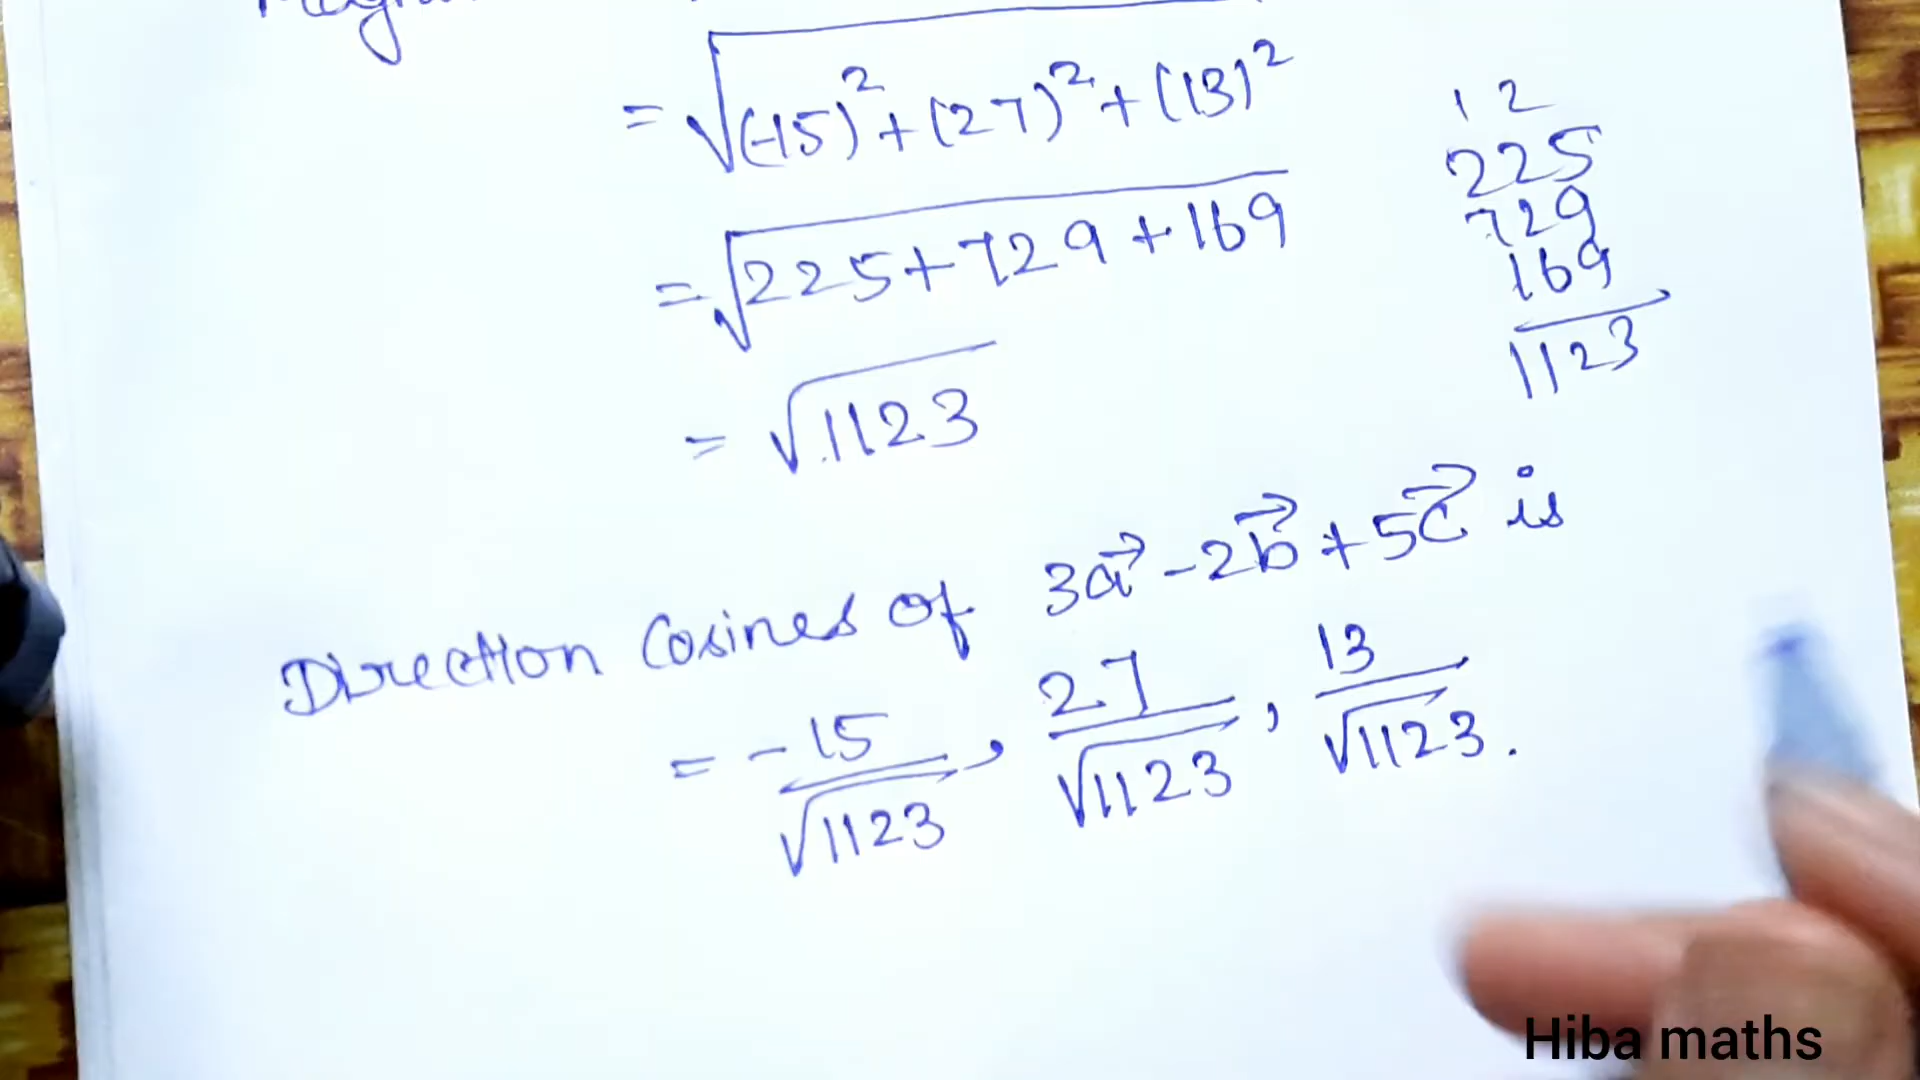 = √(-15)² + (27)² + (13)²
= √225 + 729 + 169
= √1123
1 2
225
729
169
1123
Direction Cosines of 3a⃗ - 2b⃗ + 5c⃗ is
= -15/√1123 , 27/√1123 , 13/√1123 .
Hiba maths